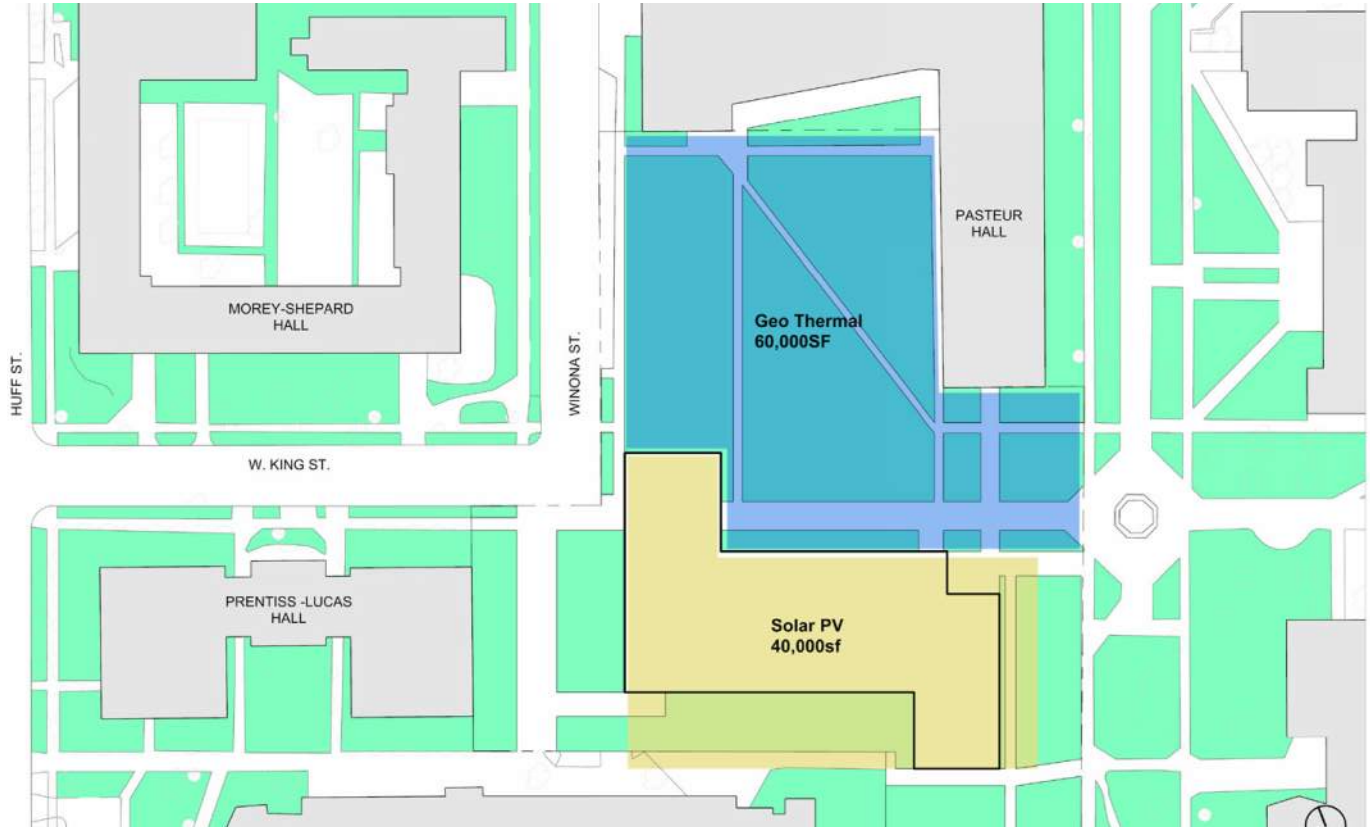 PASTEUR
HALL
MOREY-SHEPARD
HALL
Geo Thermal
60,000SF
HUFF ST.
WINONA ST.
W. KING ST.
PRENTISS -LUCAS
HALL
Solar PV
40,000sf